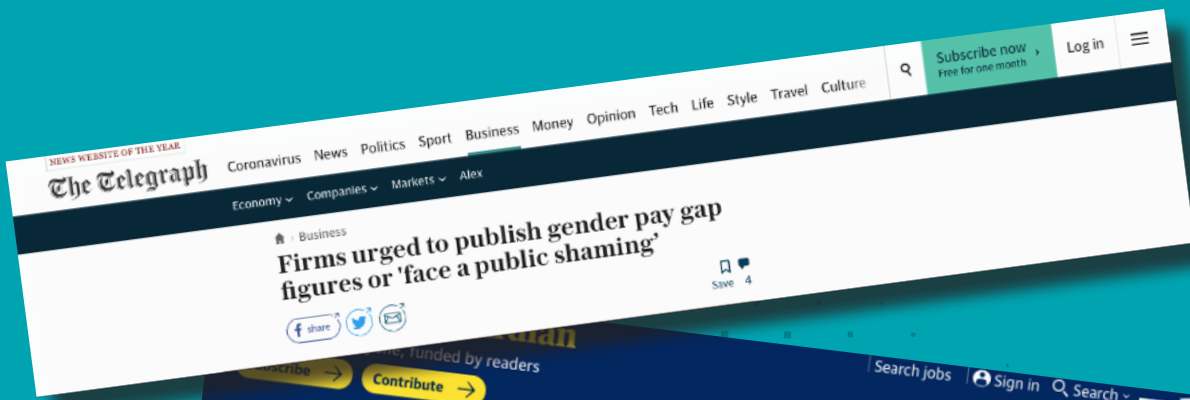 NEWS WEBSITE OF THE YEAR
The Telegraph
Coronavirus News Politics Sport Business Money Opinion Tech Life Style Travel Culture
Subscribe now
Free for one month
Log in
Economy Companies Markets Alex
Business
Firms urged to publish gender pay gap
figures or 'face a public shaming'
share
Save 4
funded by readers
Contribute
Search jobs Sign in Search